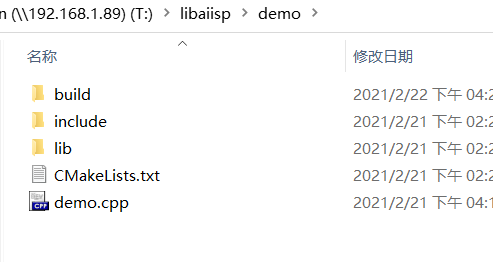 n (\\192.168.1.89) (T:) > libaiisp > demo >
名称 修改日期
build 2021/2/22 下午 04:2
include 2021/2/21 下午 02:2
lib 2021/2/21 下午 02:2
CMakeLists.txt 2021/2/21 下午 02:2
CPP demo.cpp 2021/2/21 下午 04:1